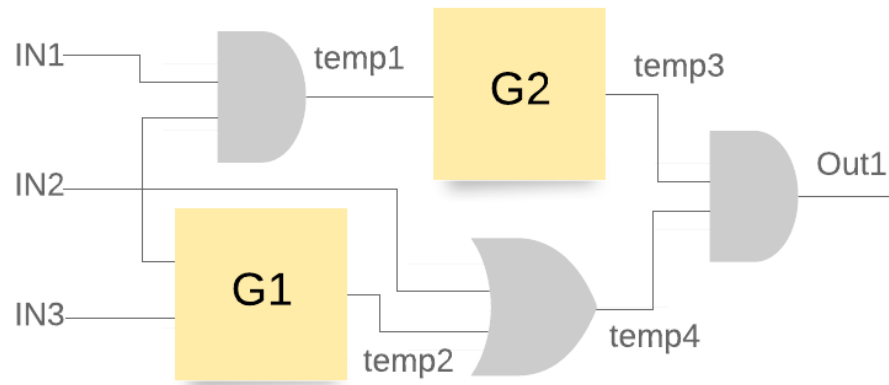 IN1
temp1
G2
temp3
IN2
Out1
G1
IN3
temp2
temp4